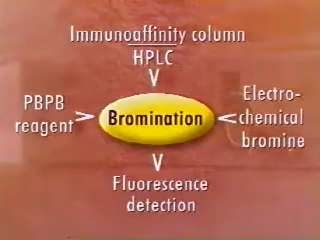 Immunoaffinity column
HPLC
PBPB
reagent
Bromination
Electro-
chemical
bromine
Fluorescence
detection